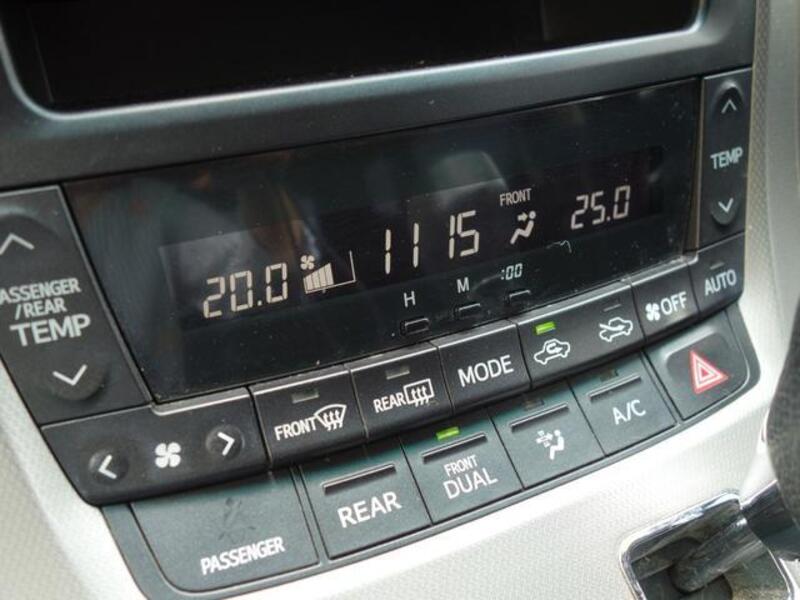 FRONT
20.0 11 15 25.0
H M :00
PASSENGER
/REAR
TEMP
TEMP
FRONT REAR MODE OFF AUTO
PASSENGER REAR FRONT
DUAL A/C